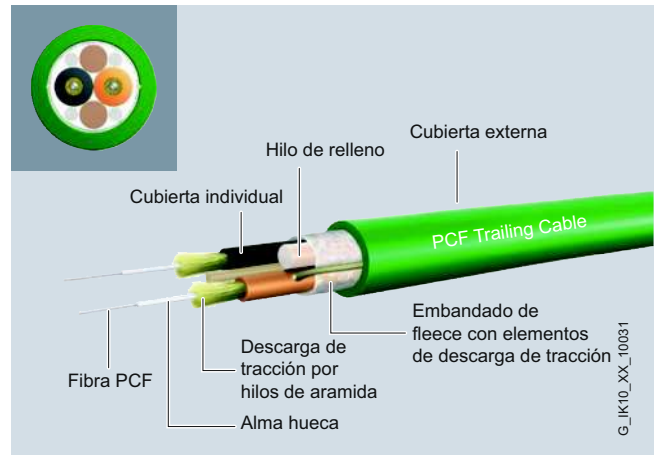 Cubierta externa
Hilo de relleno
Cubierta individual
PCF Trailing Cable
Embandado de
fleece con elementos
de descarga de tracción
Descarga de
tracción por
hilos de aramida
Fibra PCF
Alma hueca
G_IK10_XX_10031